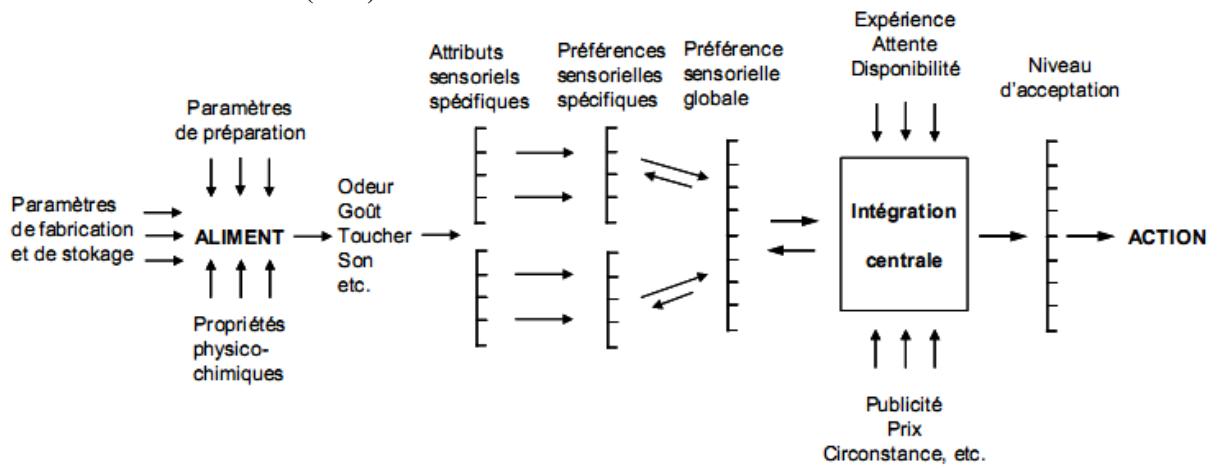 Expérience
Attente
Disponibilité
Attributs
sensoriels
spécifiques
Préférences
sensorielles
spécifiques
Préférence
sensorielle
globale
Niveau
d'acceptation
Paramètres
de préparation
Paramètres
de fabrication
et de stokage
ALIMENT
Odeur
Goût
Toucher
Son
etc.
Intégration
centrale
ACTION
Propriétés
physico-
chimiques
Publicité
Prix
Circonstance, etc.